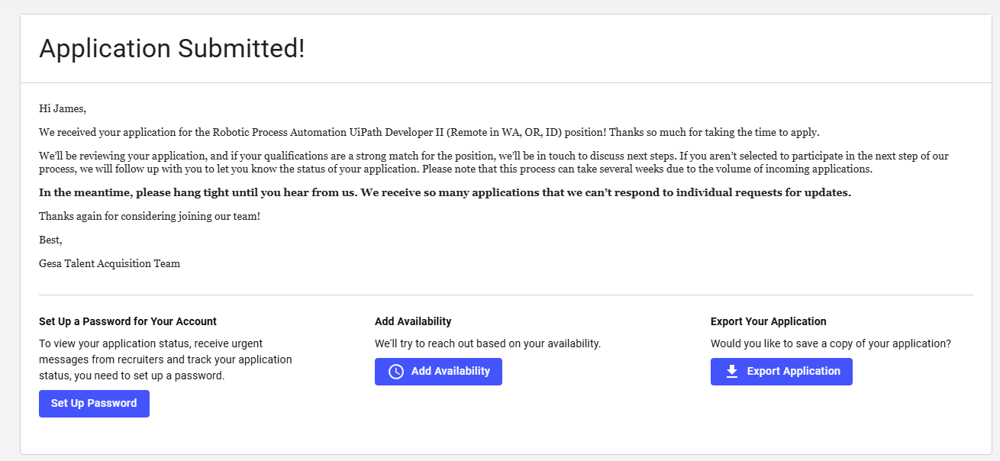 Application Submitted!
Hi James,
We received your application for the Robotic Process Automation UiPath Developer II (Remote in WA, OR, ID) position! Thanks so much for taking the time to apply.
We’ll be reviewing your application, and if your qualifications are a strong match for the position, we’ll be in touch to discuss next steps. If you aren’t selected to participate in the next step of our
process, we will follow up with you to let you know the status of your application. Please note that this process can take several weeks due to the volume of incoming applications.
In the meantime, please hang tight until you hear from us. We receive so many applications that we can’t respond to individual requests for updates.
Thanks again for considering joining our team!
Best,
Gesa Talent Acquisition Team
Set Up a Password for Your Account
To view your application status, receive urgent
messages from recruiters and track your application
status, you need to set up a password.
Set Up Password
Add Availability
We'll try to reach out based on your availability.
Add Availability
Export Your Application
Would you like to save a copy of your application?
Export Application